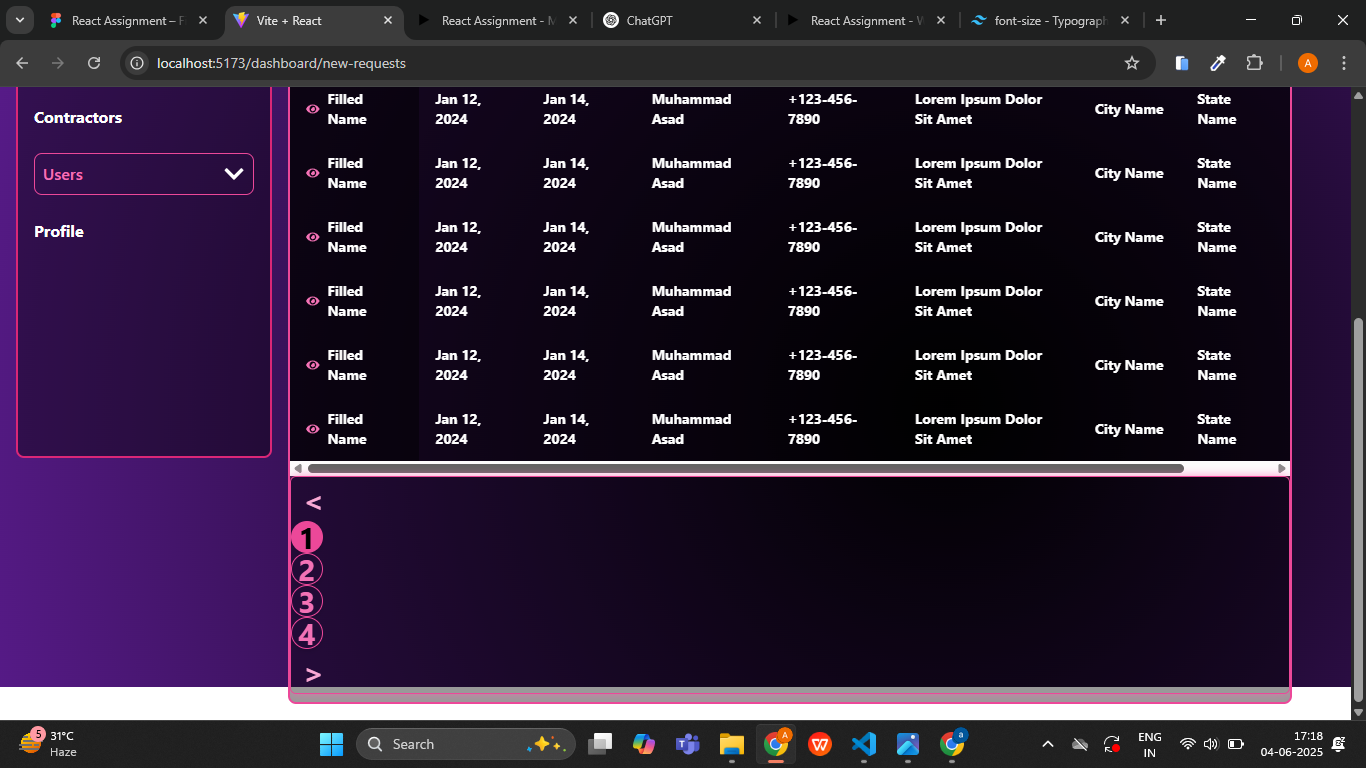 React Assignment – Fi
Vite + React
React Assignment - M
ChatGPT
React Assignment - W
font-size - Typograph
localhost:5173/dashboard/new-requests
A
Contractors
Users
Profile
Filled Name Jan 12, 2024 Jan 14, 2024 Muhammad Asad +123-456-7890 Lorem Ipsum Dolor Sit Amet City Name State Name
Filled Name Jan 12, 2024 Jan 14, 2024 Muhammad Asad +123-456-7890 Lorem Ipsum Dolor Sit Amet City Name State Name
Filled Name Jan 12, 2024 Jan 14, 2024 Muhammad Asad +123-456-7890 Lorem Ipsum Dolor Sit Amet City Name State Name
Filled Name Jan 12, 2024 Jan 14, 2024 Muhammad Asad +123-456-7890 Lorem Ipsum Dolor Sit Amet City Name State Name
Filled Name Jan 12, 2024 Jan 14, 2024 Muhammad Asad +123-456-7890 Lorem Ipsum Dolor Sit Amet City Name State Name
Filled Name Jan 12, 2024 Jan 14, 2024 Muhammad Asad +123-456-7890 Lorem Ipsum Dolor Sit Amet City Name State Name
<
1
2
3
4
>
5
31°C
Haze
Search
A
a
ENG
IN
17:18
04-06-2025